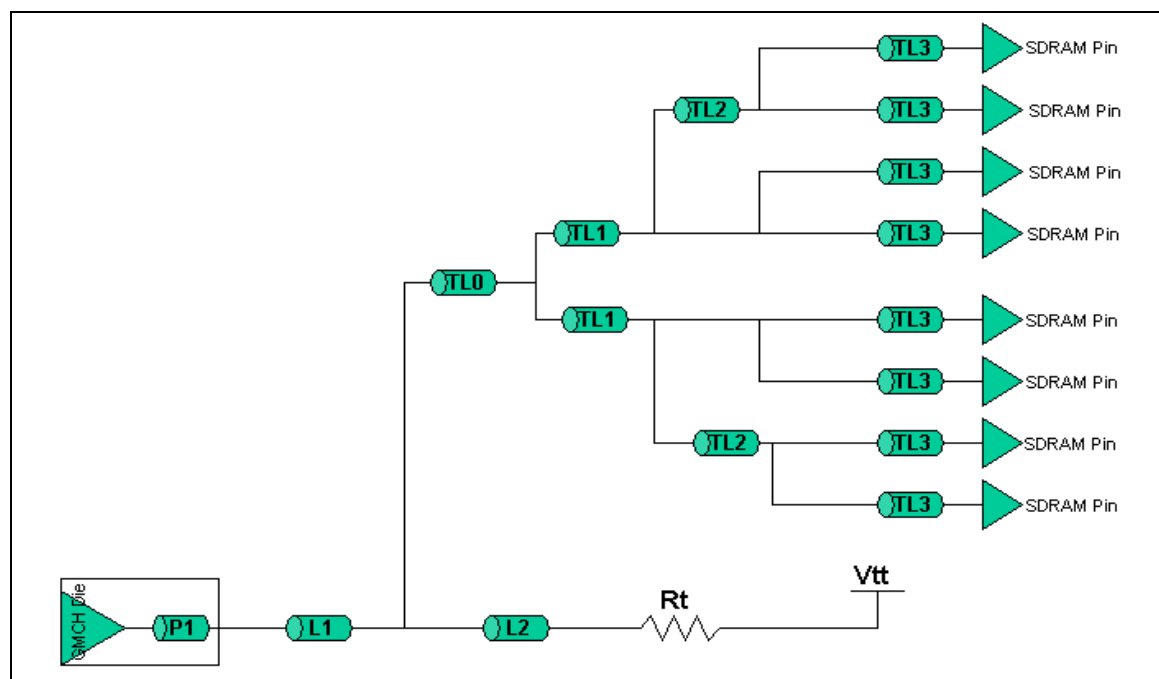 TL3 SDRAM Pin
TL2 TL3 SDRAM Pin
TL3 SDRAM Pin
TL1 TL3 SDRAM Pin
TL0
TL1 TL3 SDRAM Pin
TL3 SDRAM Pin
TL2 TL3 SDRAM Pin
TL3 SDRAM Pin
Vtt
Rt
GMCH Die
P1 L1 L2